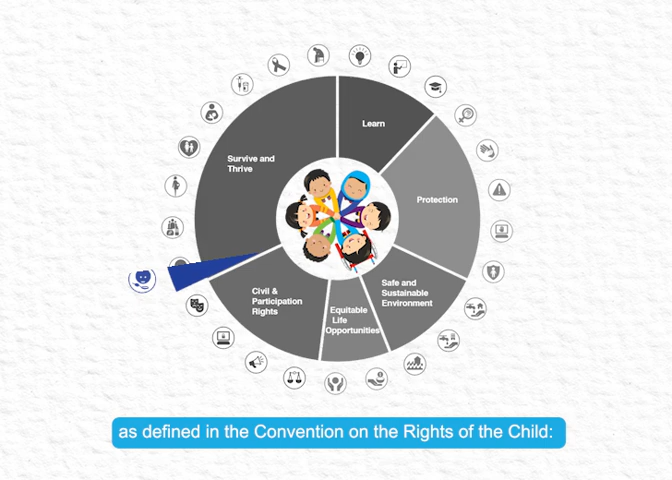 Learn
Survive and
Thrive
Protection
Civil &
Participation
Rights
Equitable
Life
Opportunities
Safe and
Sustainable
Environment
as defined in the Convention on the Rights of the Child: